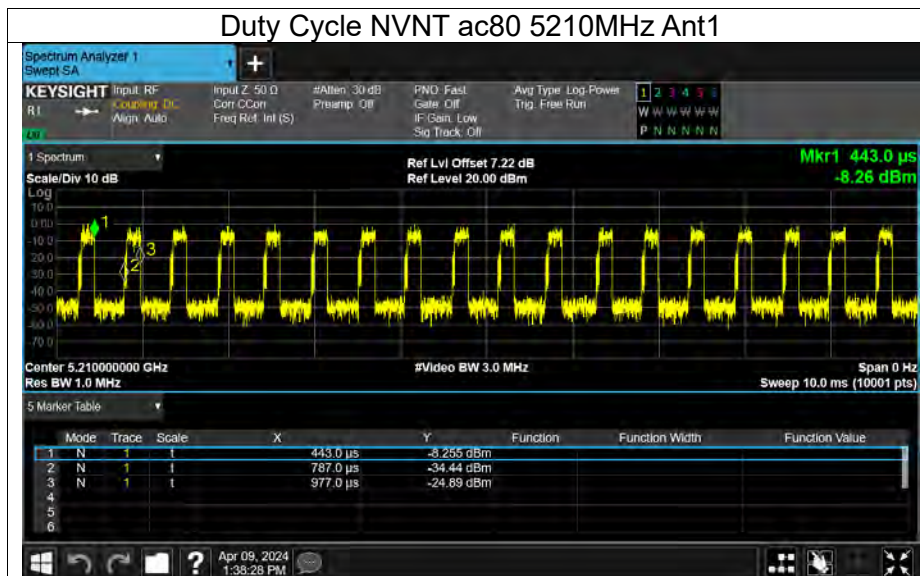 Duty Cycle NVNT ac80 5210MHz Ant1
Spectrum Analyzer 1
Swept SA
+
KEYSIGHT Input: RF Input Z: 50 Ω #Atten: 30 dB PNO: Fast Avg Type: Log-Power 1 2 3 4 5 6
R1 Coupling: DC Corr CCorr Preamp: Off Gate: Off Trig: Free Run W W W W W W
Align: Auto Freq Ref: Int (S) IF Gain: Low P N N N N N
Sig Track: Off
1 Spectrum Ref Lvl Offset 7.22 dB Mkr1 443.0 µs
Scale/Div 10 dB Ref Level 20.00 dBm -8.26 dBm
Log
10.0
0.00
-10.0
-20.0
-30.0
-40.0
-50.0
-60.0
-70.0
1
2
3
Center 5.210000000 GHz #Video BW 3.0 MHz Span 0 Hz
Res BW 1.0 MHz Sweep 10.0 ms (10001 pts)
5 Marker Table
Mode Trace Scale X Y Function Function Width Function Value
1 N 1 t 443.0 µs -8.255 dBm
2 N 1 t 787.0 µs -34.44 dBm
3 N 1 t 977.0 µs -24.89 dBm
4
5
6
? Apr 09, 2024
1:38:28 PM